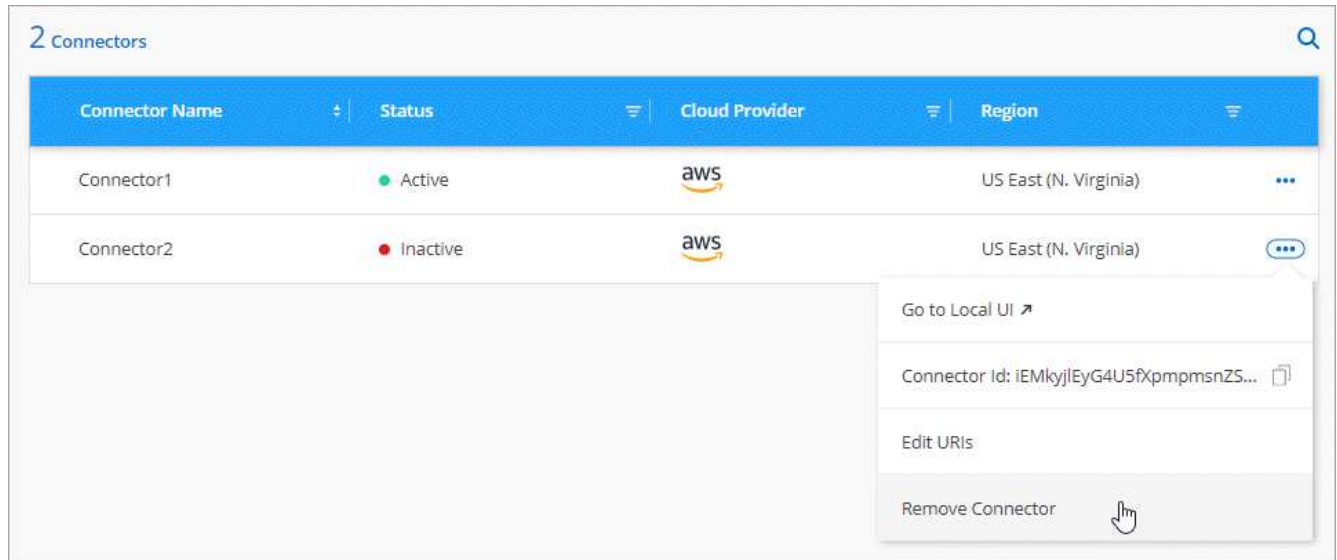 2 Connectors
Connector Name Status Cloud Provider Region
Connector1 Active aws US East (N. Virginia)
Connector2 Inactive aws US East (N. Virginia)
Go to Local UI
Connector Id: iEMkyjlEyG4U5fXpmpmsnZS...
Edit URIs
Remove Connector